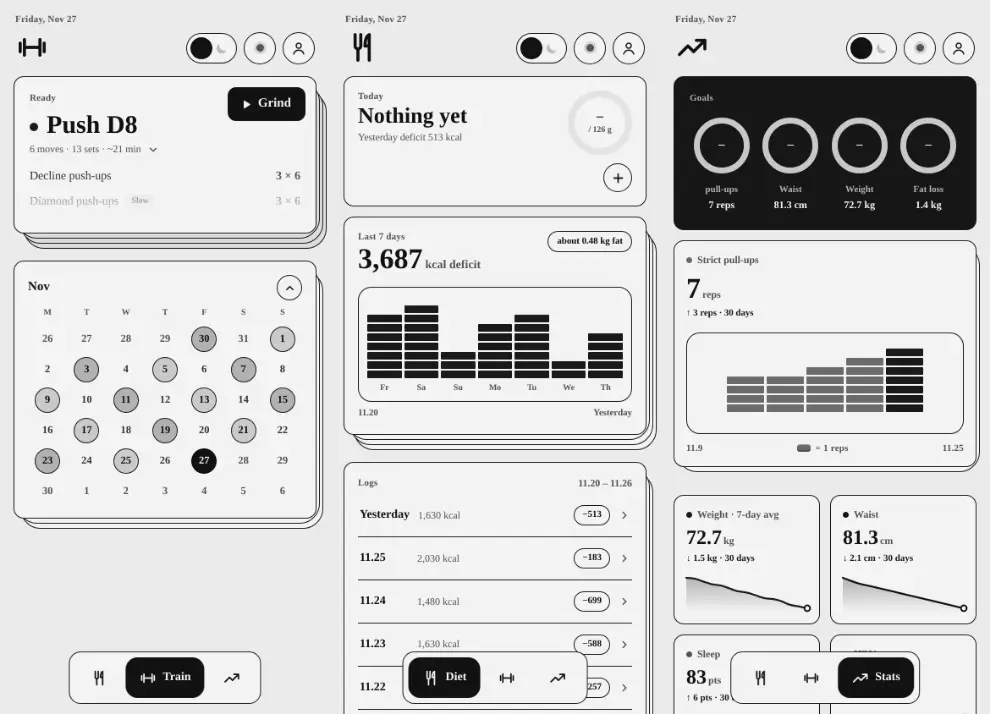 Friday, Nov 27
Ready
Grind
Push D8
6 moves · 13 sets · ~21 min
Decline push-ups 3 × 6
Diamond push-ups Slow 3 × 6
Nov
M T W T F S S
26 27 28 29 30 31 1
2 3 4 5 6 7 8
9 10 11 12 13 14 15
16 17 18 19 20 21 22
23 24 25 26 27 28 29
30 1 2 3 4 5 6
Train
Friday, Nov 27
Today
Nothing yet
Yesterday deficit 513 kcal
–
/ 126 g
Last 7 days
about 0.48 kg fat
3,687 kcal deficit
Fr Sa Su Mo Tu We Th
11.20 Yesterday
Logs 11.20 – 11.26
Yesterday 1,630 kcal −513
11.25 2,030 kcal −183
11.24 1,480 kcal −699
11.23 1,630 kcal −588
11.22 257
Diet
Friday, Nov 27
Goals
– – – –
pull-ups Waist Weight Fat loss
7 reps 81.3 cm 72.7 kg 1.4 kg
Strict pull-ups
7 reps
↑ 3 reps · 30 days
11.9 = 1 reps 11.25
Weight · 7-day avg
72.7 kg
↓ 1.5 kg · 30 days
Waist
81.3 cm
↓ 2.1 cm · 30 days
Sleep
83 pts
↑ 6 pts · 30
Stats